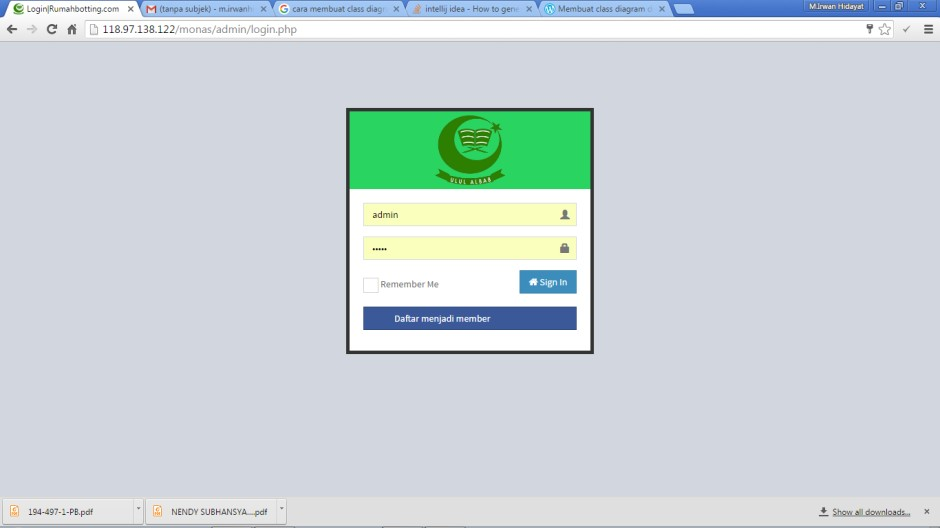 Login|Rumahbotting.com
(tanpa subjek) - m.irwanh
cara membuat class diagr
intellij idea - How to gene
Membuat class diagram d
M.Irwan Hidayat
118.97.138.122/monas/admin/login.php
ULUL ALBAB
admin
Remember Me
Sign In
Daftar menjadi member
194-497-1-PB.pdf
NENDY SUBHANSYA....pdf
Show all downloads...